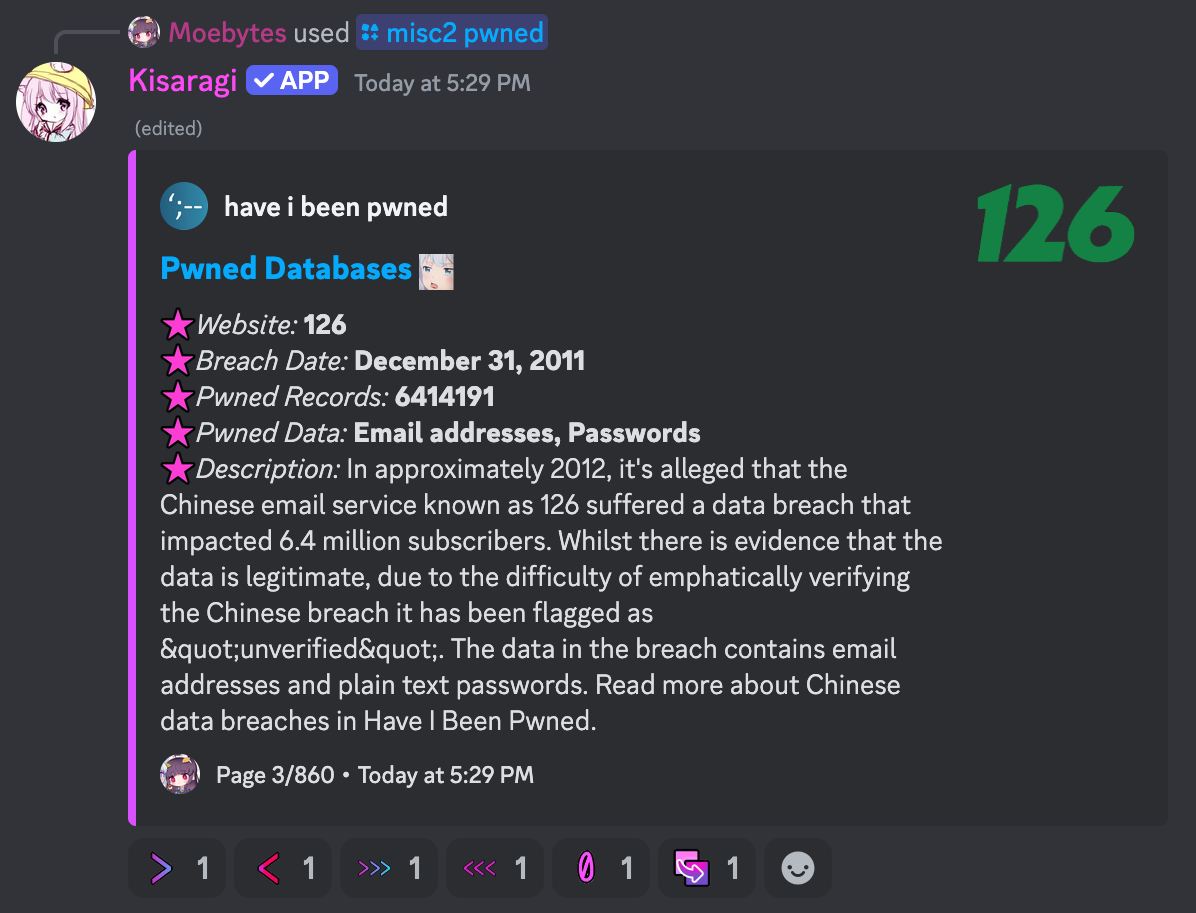 Moebytes used misc2 pwned
Kisaragi APP Today at 5:29 PM
(edited)
';-- have i been pwned
126
Pwned Databases
Website: 126
Breach Date: December 31, 2011
Pwned Records: 6414191
Pwned Data: Email addresses, Passwords
Description: In approximately 2012, it's alleged that the
Chinese email service known as 126 suffered a data breach that
impacted 6.4 million subscribers. Whilst there is evidence that the
data is legitimate, due to the difficulty of emphatically verifying
the Chinese breach it has been flagged as
&quot;unverified&quot;. The data in the breach contains email
addresses and plain text passwords. Read more about Chinese
data breaches in Have I Been Pwned.
Page 3/860 • Today at 5:29 PM
> 1 < 1 >>> 1 <<< 1 0 1 1